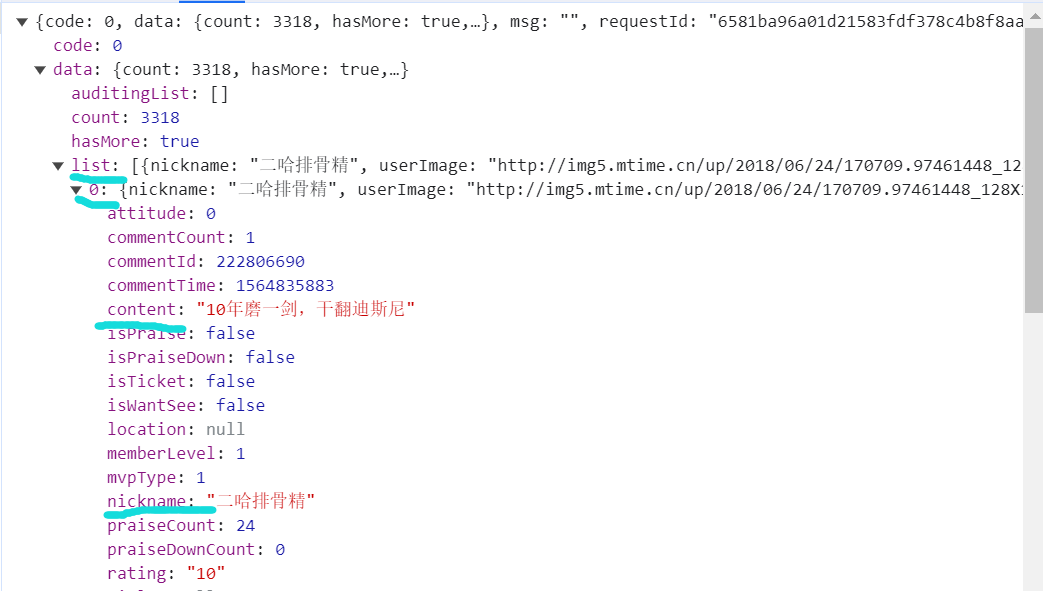 {code: 0, data: {count: 3318, hasMore: true,…}, msg: "", requestId: "6581ba96a01d21583fdf378c4b8f8aa
code: 0
data: {count: 3318, hasMore: true,…}
auditingList: []
count: 3318
hasMore: true
list: [{nickname: "二哈排骨精", userImage: "http://img5.mtime.cn/up/2018/06/24/170709.97461448_12
0: {nickname: "二哈排骨精", userImage: "http://img5.mtime.cn/up/2018/06/24/170709.97461448_128X
attitude: 0
commentCount: 1
commentId: 222806690
commentTime: 1564835883
content: "10年磨一剑，干翻迪斯尼"
isPraise: false
isPraiseDown: false
isTicket: false
isWantSee: false
location: null
memberLevel: 1
mvpType: 1
nickname: "二哈排骨精"
praiseCount: 24
praiseDownCount: 0
rating: "10"